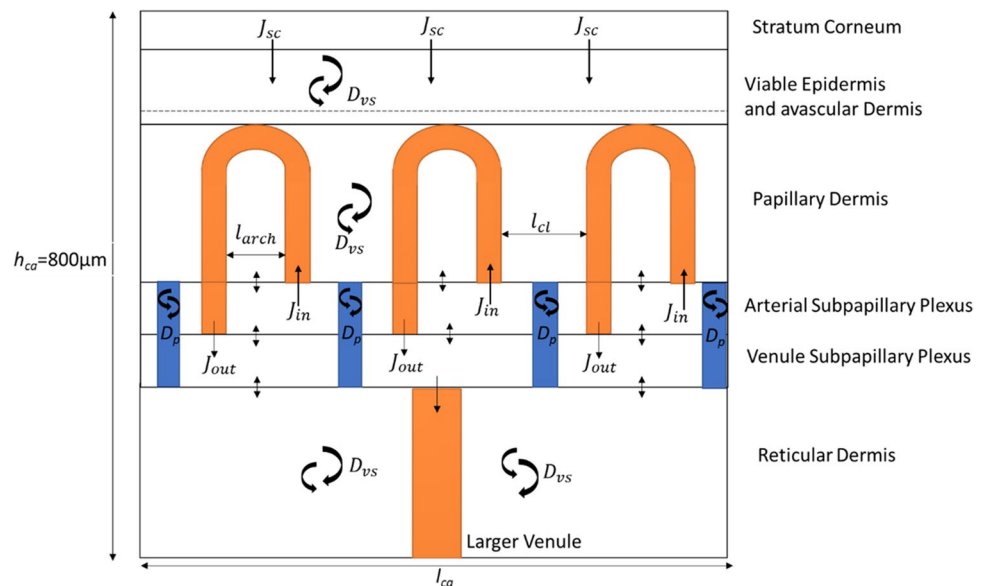 J_sc J_sc J_sc Stratum Corneum
D_vs
Viable Epidermis
and avascular Dermis
Papillary Dermis
l_arch D_vs l_cl
h_ca=800μm
J_in J_in J_in
Arterial Subpapillary Plexus
D_p D_p D_p D_p
J_out J_out J_out
Venule Subpapillary Plexus
D_vs D_vs
Reticular Dermis
Larger Venule
l_ca